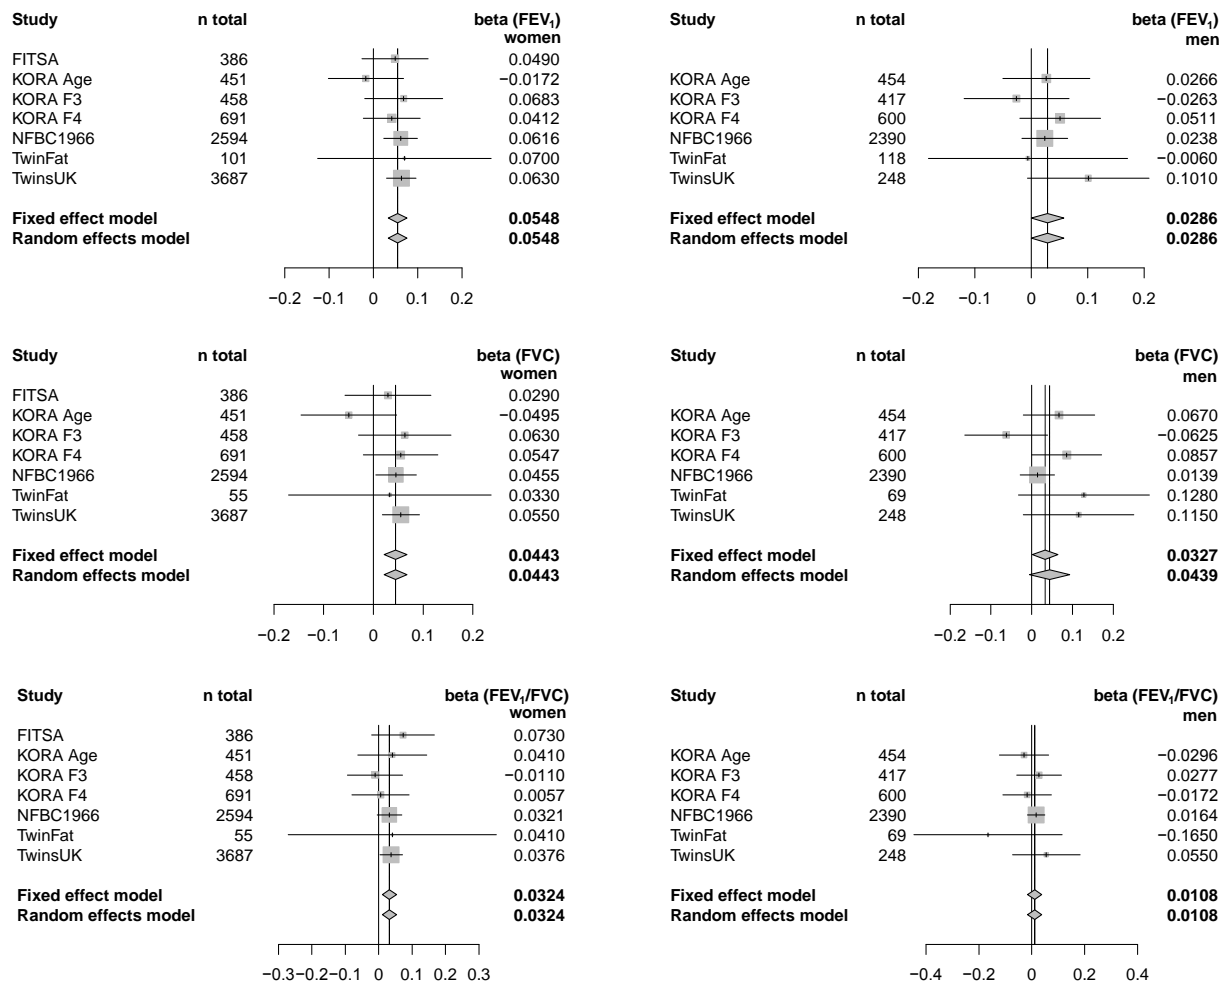 Study n total beta (FEV₁)
women
FITSA 386 0.0490
KORA Age 451 −0.0172
KORA F3 458 0.0683
KORA F4 691 0.0412
NFBC1966 2594 0.0616
TwinFat 101 0.0700
TwinsUK 3687 0.0630
Fixed effect model 0.0548
Random effects model 0.0548
−0.2 −0.1 0 0.1 0.2
Study n total beta (FEV₁)
men
KORA Age 454 0.0266
KORA F3 417 −0.0263
KORA F4 600 0.0511
NFBC1966 2390 0.0238
TwinFat 118 −0.0060
TwinsUK 248 0.1010
Fixed effect model 0.0286
Random effects model 0.0286
−0.2 −0.1 0 0.1 0.2
Study n total beta (FVC)
women
FITSA 386 0.0290
KORA Age 451 −0.0495
KORA F3 458 0.0630
KORA F4 691 0.0547
NFBC1966 2594 0.0455
TwinFat 55 0.0330
TwinsUK 3687 0.0550
Fixed effect model 0.0443
Random effects model 0.0443
−0.2 −0.1 0 0.1 0.2
Study n total beta (FVC)
men
KORA Age 454 0.0670
KORA F3 417 −0.0625
KORA F4 600 0.0857
NFBC1966 2390 0.0139
TwinFat 69 0.1280
TwinsUK 248 0.1150
Fixed effect model 0.0327
Random effects model 0.0439
−0.2 −0.1 0 0.1 0.2
Study n total beta (FEV₁/FVC)
women
FITSA 386 0.0730
KORA Age 451 0.0410
KORA F3 458 −0.0110
KORA F4 691 0.0057
NFBC1966 2594 0.0321
TwinFat 55 0.0410
TwinsUK 3687 0.0376
Fixed effect model 0.0324
Random effects model 0.0324
−0.3 −0.2 −0.1 0 0.1 0.2 0.3
Study n total beta (FEV₁/FVC)
men
KORA Age 454 −0.0296
KORA F3 417 0.0277
KORA F4 600 −0.0172
NFBC1966 2390 0.0164
TwinFat 69 −0.1650
TwinsUK 248 0.0550
Fixed effect model 0.0108
Random effects model 0.0108
−0.4 −0.2 0 0.2 0.4